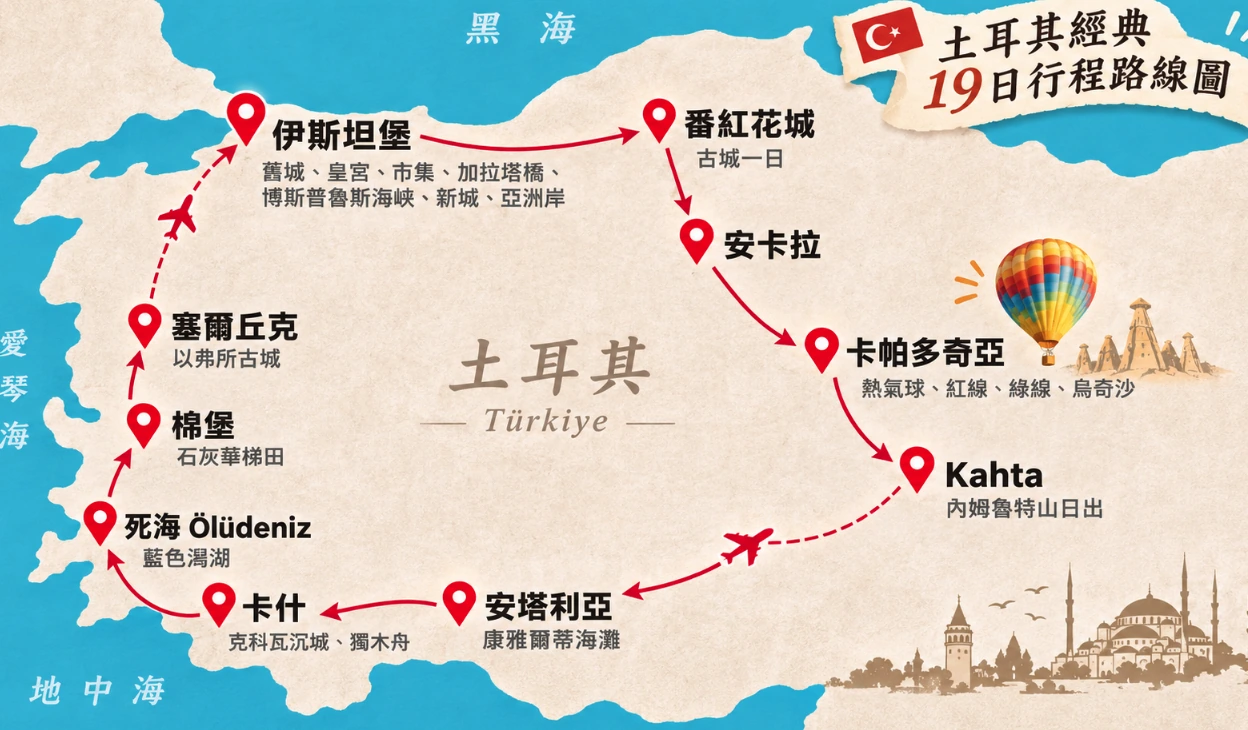 黑海
土耳其經典
19日行程路線圖
伊斯坦堡
舊城、皇宮、市集、加拉塔橋、
博斯普魯斯海峽、新城、亞洲岸
番紅花城
古城一日
安卡拉
卡帕多奇亞
熱氣球、紅線、綠線、烏奇沙
Kahta
內姆魯特山日出
安塔利亞
康雅爾蒂海灘
卡什
克科瓦沉城、獨木舟
死海 Ölüdeniz
藍色潟湖
棉堡
石灰華梯田
塞爾丘克
以弗所古城
土耳其
Türkiye
愛琴海
地中海